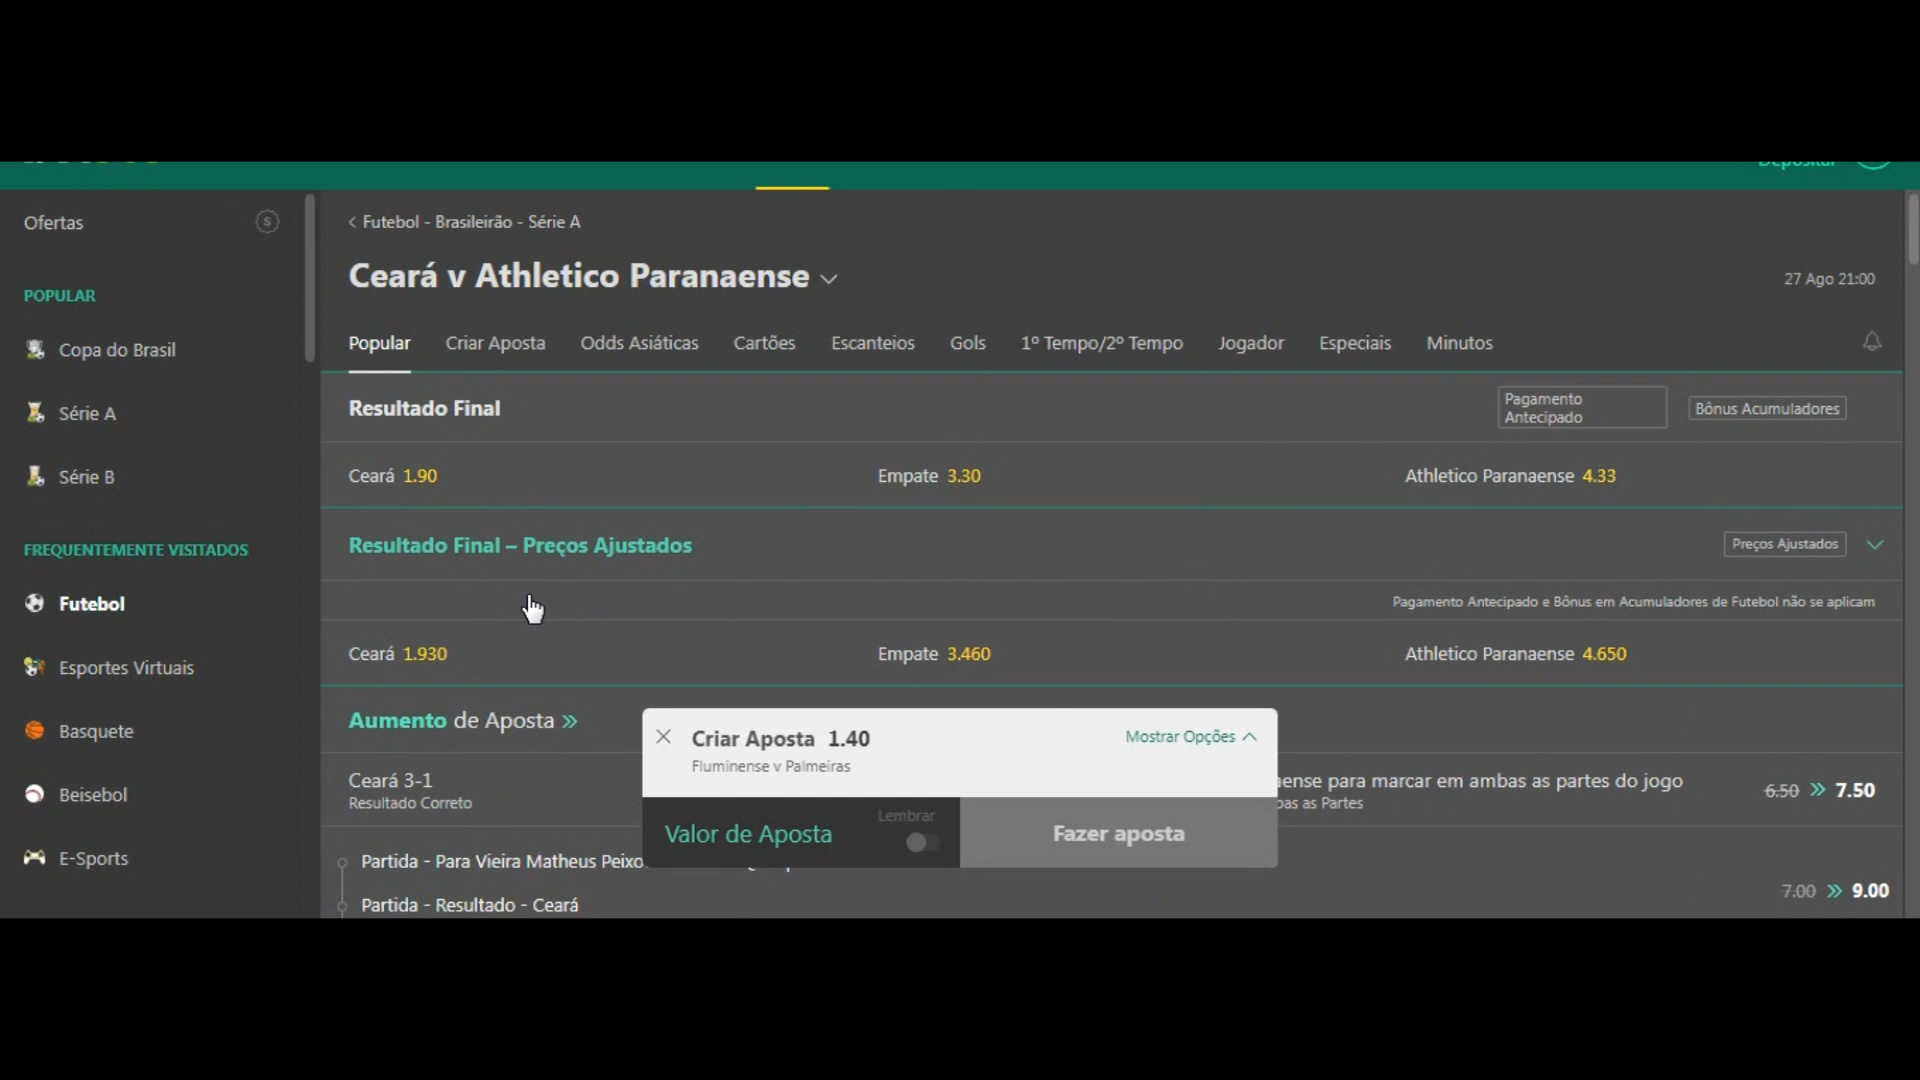 Depositar
Ofertas
POPULAR
Copa do Brasil
Série A
Série B
FREQUENTEMENTE VISITADOS
Futebol
Esportes Virtuais
Basquete
Beisebol
E-Sports
< Futebol - Brasileirão - Série A
Ceará v Athletico Paranaense
27 Ago 21:00
Popular Criar Aposta Odds Asiáticas Cartões Escanteios Gols 1º Tempo/2º Tempo Jogador Especiais Minutos
Resultado Final
Pagamento
Antecipado
Bônus Acumuladores
Ceará 1.90 Empate 3.30 Athletico Paranaense 4.33
Resultado Final – Preços Ajustados
Preços Ajustados
Pagamento Antecipado e Bônus em Acumuladores de Futebol não se aplicam
Ceará 1.930 Empate 3.460 Athletico Paranaense 4.650
Aumento de Aposta »
Ceará 3-1
Resultado Correto
ense para marcar em ambas as partes do jogo
as as Partes
6.50 » 7.50
Partida - Para Vieira Matheus Peixo
Partida - Resultado - Ceará
7.00 » 9.00
Criar Aposta 1.40
Fluminense v Palmeiras
Mostrar Opções
Valor de Aposta
Lembrar
Fazer aposta